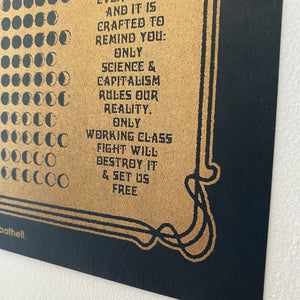 AND IT IS
CRAFTED TO
REMIND YOU:
ONLY
SCIENCE &
CAPITALISM
RULES OUR
REALITY.
ONLY
WORKING CLASS
FIGHT WILL
DESTROY IT
& SET US
FREE